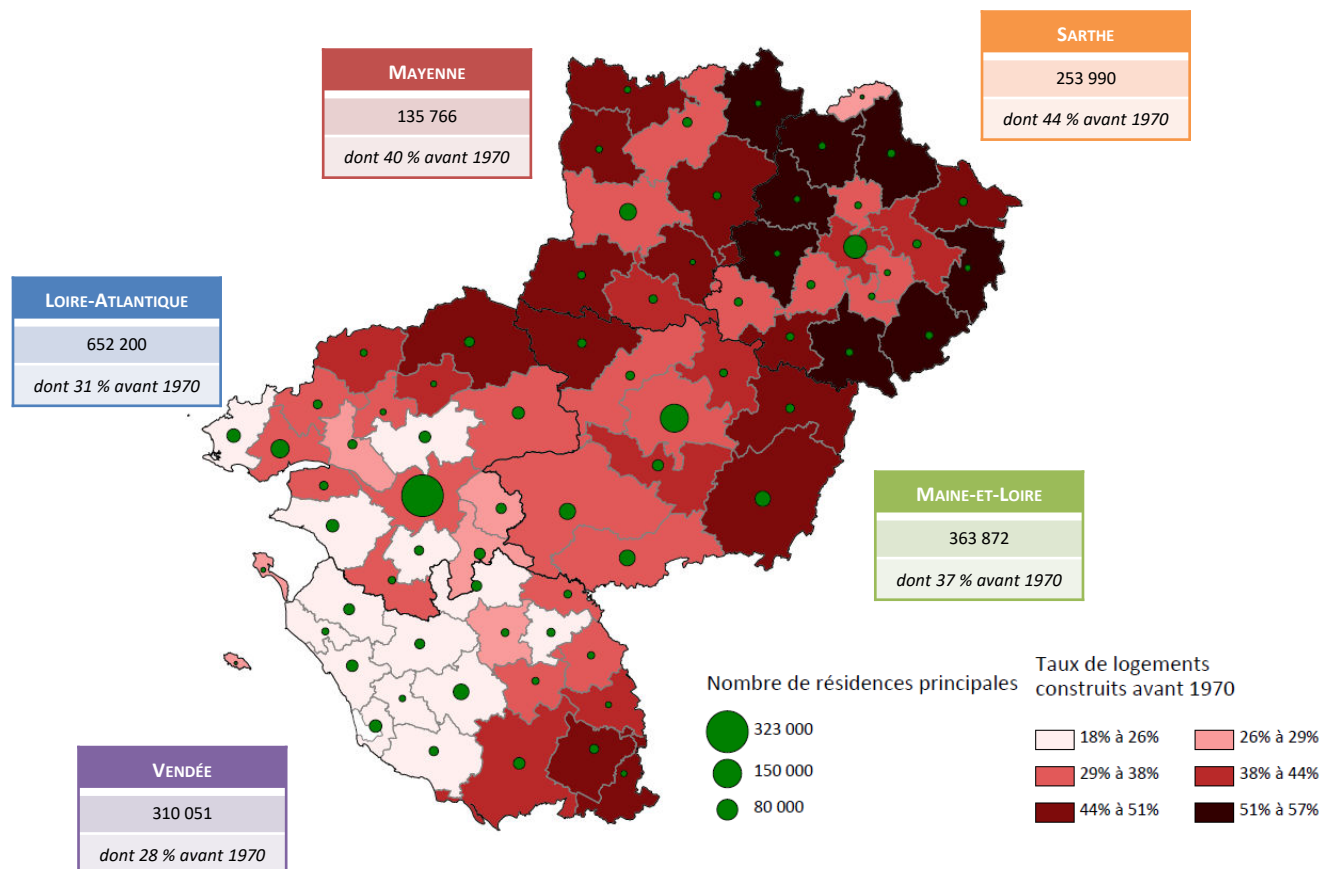 SARTHE
253 990
dont 44 % avant 1970
MAYENNE
135 766
dont 40 % avant 1970
LOIRE-ATLANTIQUE
652 200
dont 31 % avant 1970
MAINE-ET-LOIRE
363 872
dont 37 % avant 1970
VENDÉE
310 051
dont 28 % avant 1970
Nombre de résidences principales
323 000
150 000
80 000
Taux de logements
construits avant 1970
18% à 26%
26% à 29%
29% à 38%
38% à 44%
44% à 51%
51% à 57%